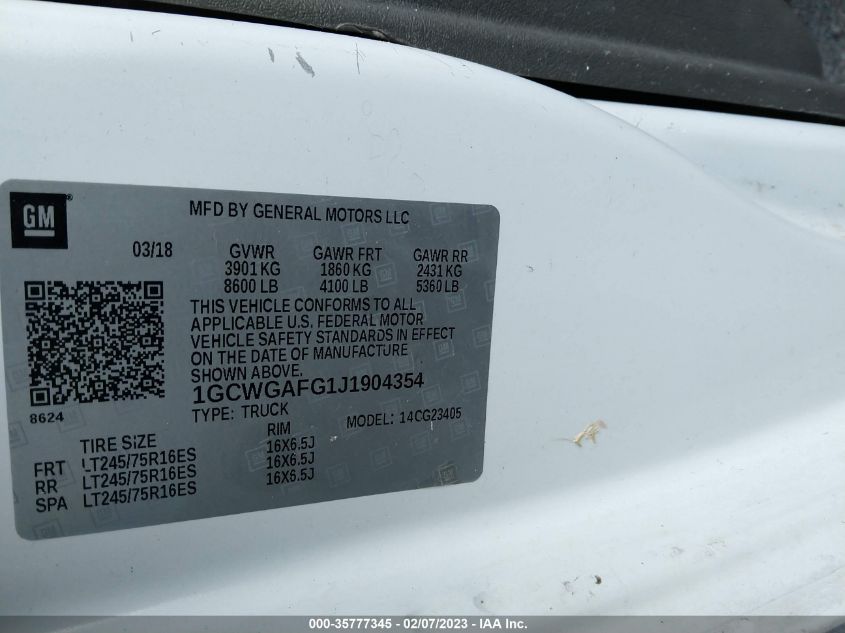 GM®
MFD BY GENERAL MOTORS LLC
03/18 GVWR GAWR FRT GAWR RR
3901 KG 1860 KG 2431 KG
8600 LB 4100 LB 5360 LB
THIS VEHICLE CONFORMS TO ALL
APPLICABLE U.S. FEDERAL MOTOR
VEHICLE SAFETY STANDARDS IN EFFECT
ON THE DATE OF MANUFACTURE
SHOWN ABOVE.
1GCWGAFG1J1904354
8624
TYPE: TRUCK MODEL: 14CG23405
TIRE SIZE RIM
FRT LT245/75R16ES 16X6.5J
RR LT245/75R16ES 16X6.5J
SPA LT245/75R16ES 16X6.5J
000-35777345 - 02/07/2023 - IAA Inc.